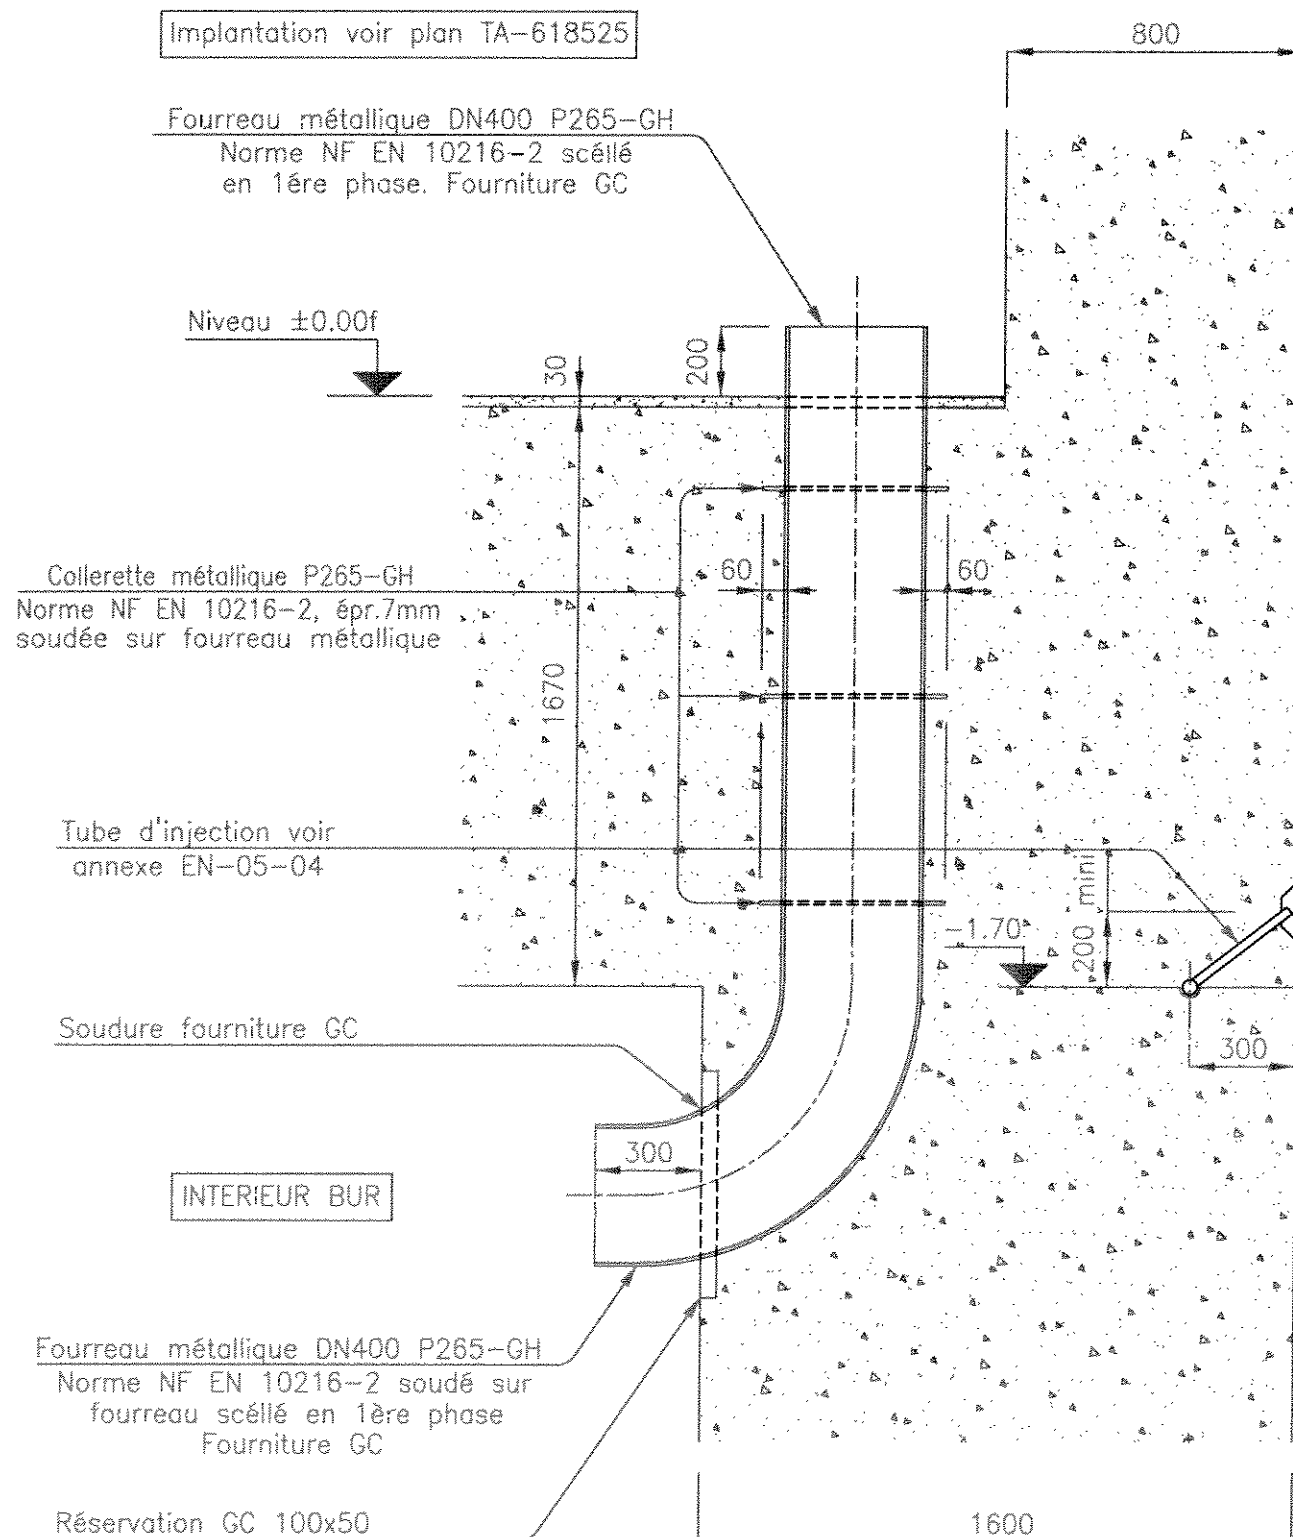 Implantation voir plan TA-618525
800
Fourreau métallique DN400 P265-GH
Norme NF EN 10216-2 scéllé
en 1ére phase. Fourniture GC
Niveau ±0.00f
30
200
Collerette métallique P265-GH
Norme NF EN 10216-2, épr.7mm
soudée sur fourreau métallique
60
60
1670
Tube d'injection voir
annexe EN-05-04
200 mini
-1.70
Soudure fourniture GC
300
300
INTERIEUR BUR
Fourreau métallique DN400 P265-GH
Norme NF EN 10216-2 soudé sur
fourreau scéllé en 1ère phase
Fourniture GC
Réservation GC 100x50
1600